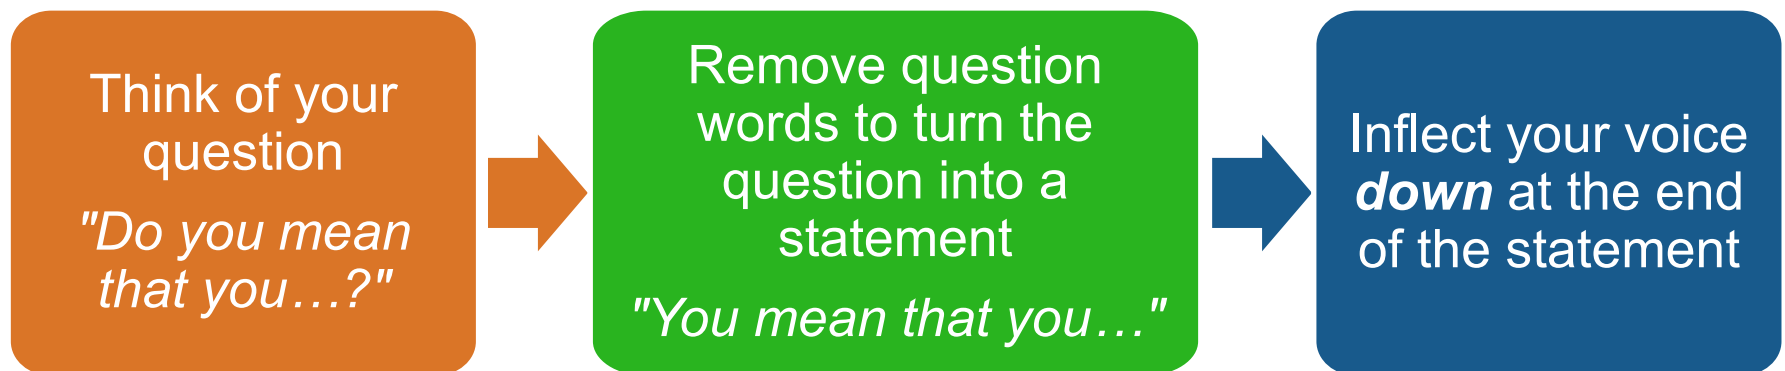 Think of your
question
"Do you mean
that you…?"
Remove question
words to turn the
question into a
statement
"You mean that you…"
Inflect your voice
down at the end
of the statement